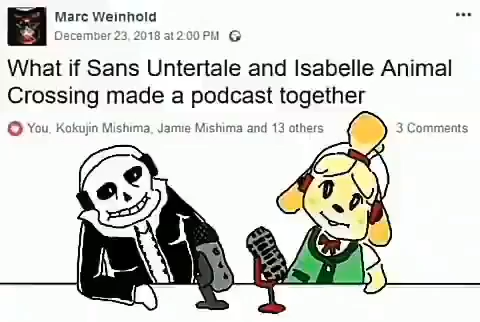 Marc Weinhold
December 23, 2018 at 2:00 PM
What if Sans Untertale and Isabelle Animal
Crossing made a podcast together
You, Kokujin Mishima, Jamie Mishima and 13 others 3 Comments